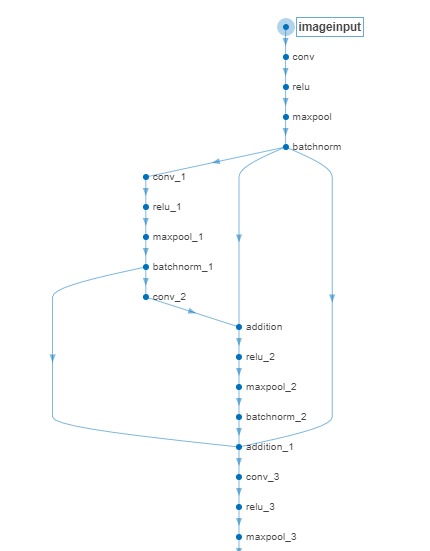 imageinput
conv
relu
maxpool
batchnorm
conv_1
relu_1
maxpool_1
batchnorm_1
conv_2
addition
relu_2
maxpool_2
batchnorm_2
addition_1
conv_3
relu_3
maxpool_3